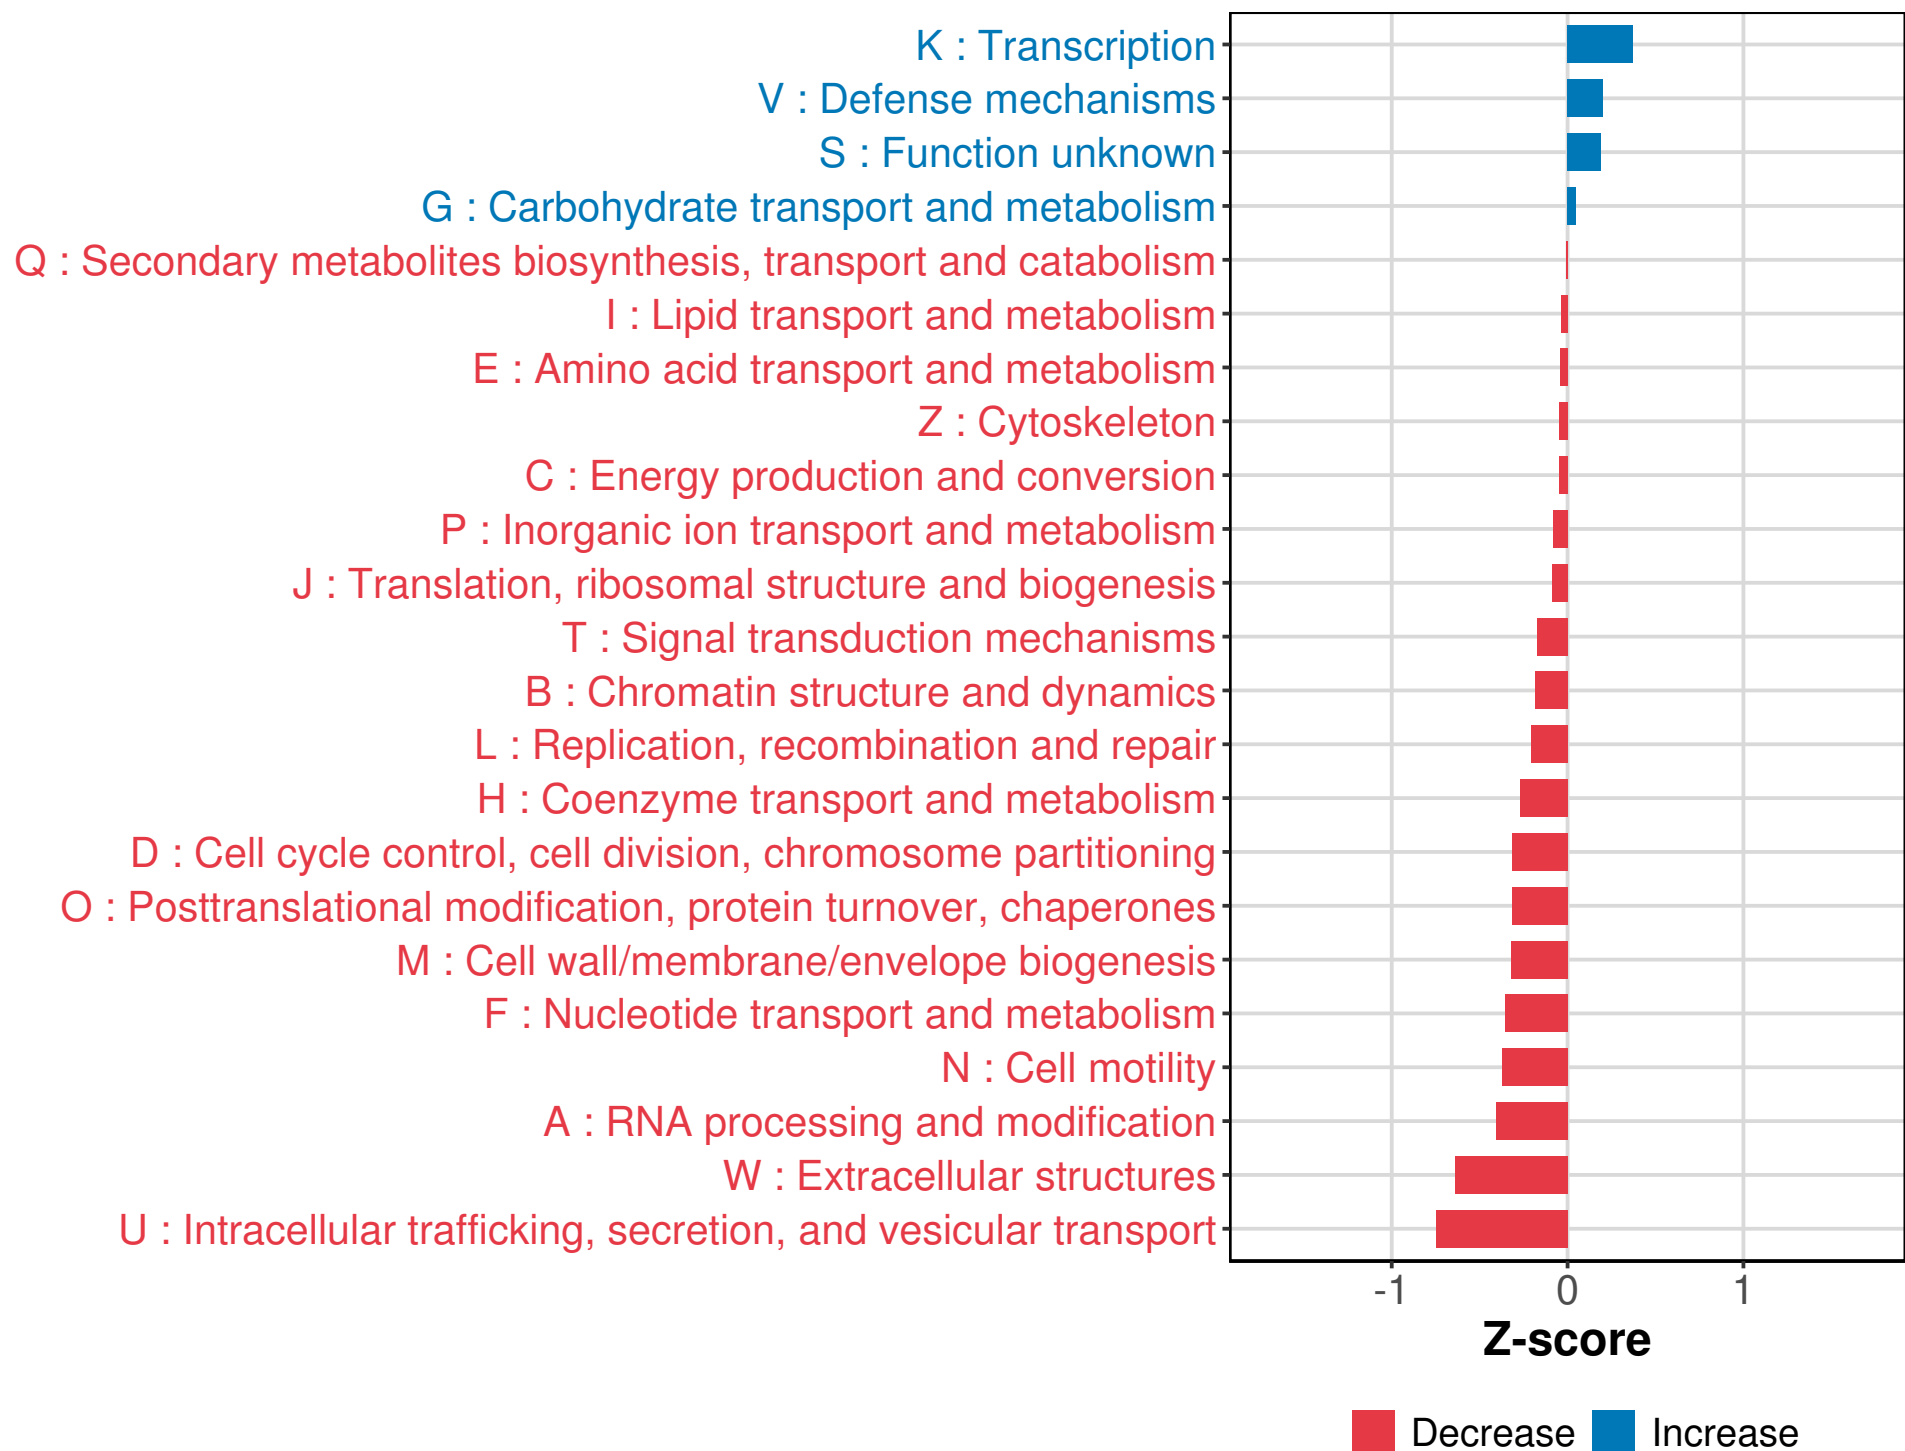 K : Transcription
V : Defense mechanisms
S : Function unknown
G : Carbohydrate transport and metabolism
Q : Secondary metabolites biosynthesis, transport and catabolism
I : Lipid transport and metabolism
E : Amino acid transport and metabolism
Z : Cytoskeleton
C : Energy production and conversion
P : Inorganic ion transport and metabolism
J : Translation, ribosomal structure and biogenesis
T : Signal transduction mechanisms
B : Chromatin structure and dynamics
L : Replication, recombination and repair
H : Coenzyme transport and metabolism
D : Cell cycle control, cell division, chromosome partitioning
O : Posttranslational modification, protein turnover, chaperones
M : Cell wall/membrane/envelope biogenesis
F : Nucleotide transport and metabolism
N : Cell motility
A : RNA processing and modification
W : Extracellular structures
U : Intracellular trafficking, secretion, and vesicular transport
-1 0 1
Z-score
Decrease Increase